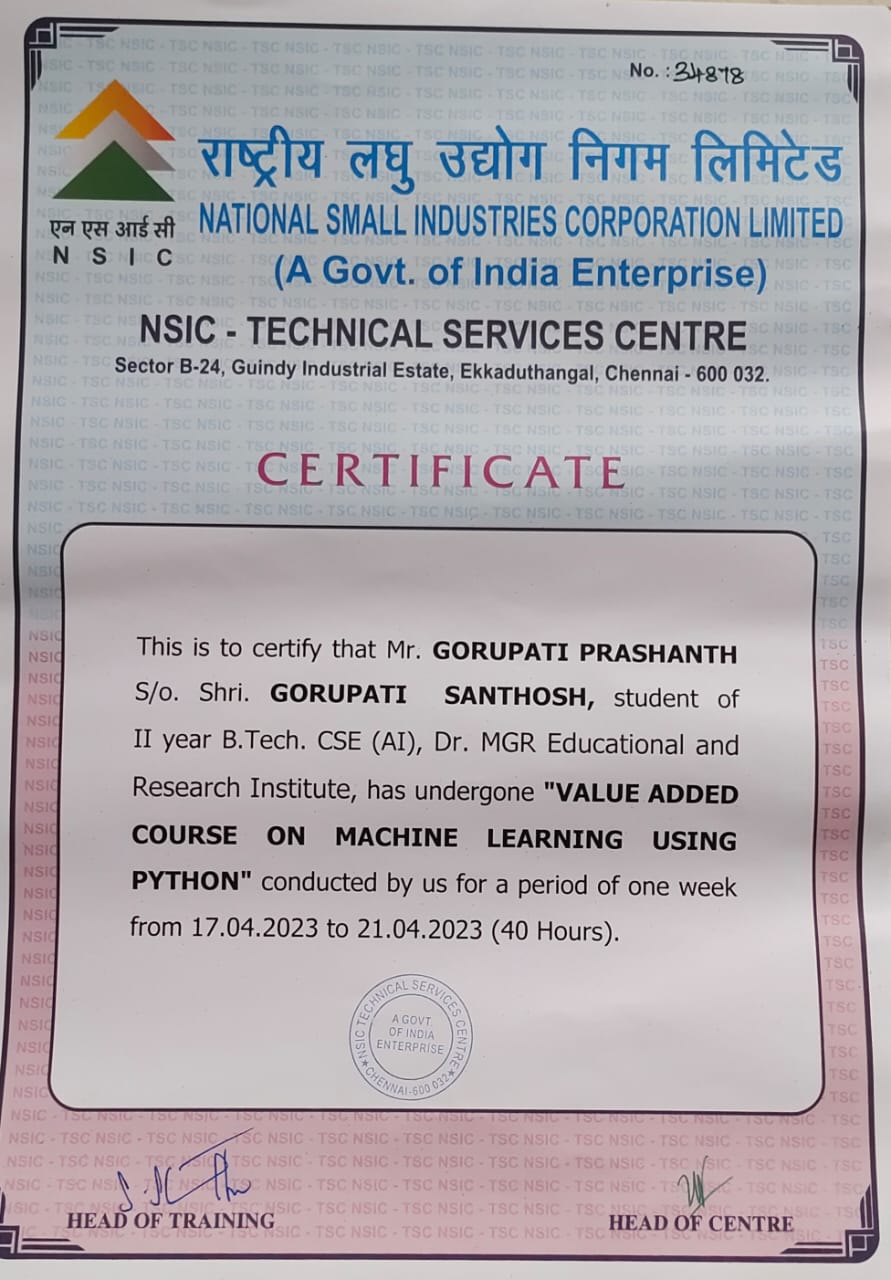 No. : 34878
राष्ट्रीय लघु उद्योग निगम लिमिटेड
एन एस आई सी
N S I C
NATIONAL SMALL INDUSTRIES CORPORATION LIMITED
(A Govt. of India Enterprise)
NSIC - TECHNICAL SERVICES CENTRE
Sector B-24, Guindy Industrial Estate, Ekkaduthangal, Chennai - 600 032.
CERTIFICATE
This is to certify that Mr. GORUPATI PRASHANTH
S/o. Shri. GORUPATI SANTHOSH, student of
II year B.Tech. CSE (AI), Dr. MGR Educational and
Research Institute, has undergone "VALUE ADDED
COURSE ON MACHINE LEARNING USING
PYTHON" conducted by us for a period of one week
from 17.04.2023 to 21.04.2023 (40 Hours).
NSIC TECHNICAL SERVICES CENTRE
★ CHENNAI-600 032 ★
A GOVT.
OF INDIA
ENTERPRISE
HEAD OF TRAINING
HEAD OF CENTRE